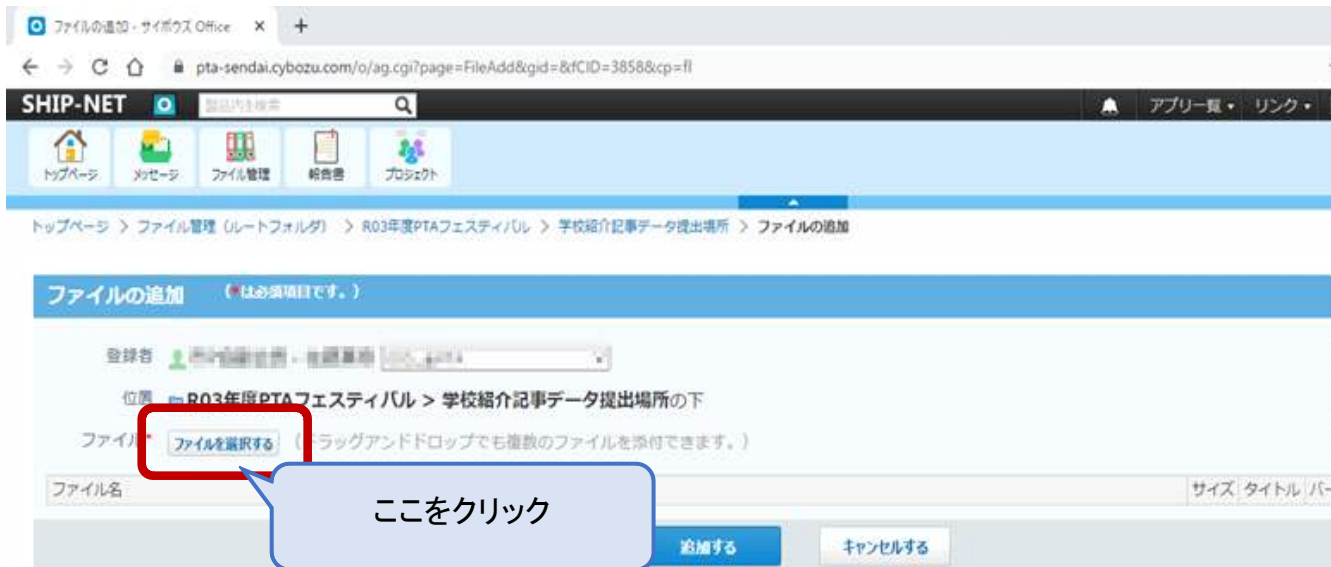 ファイルの追加 - サイボウズ Office × +
pta-sendai.cybozu.com/o/ag.cgi?page=FileAdd&gid=&fCID=3858&cp=fl
SHIP-NET 製品内を検索 アプリ一覧 リンク
トップページ メッセージ ファイル管理 報告書 プロジェクト
トップページ > ファイル管理（ルートフォルダ） > R03年度PTAフェスティバル > 学校紹介記事データ提出場所 > ファイルの追加
ファイルの追加 （*は必須項目です。）
登録者
位置 R03年度PTAフェスティバル > 学校紹介記事データ提出場所の下
ファイル* ファイルを選択する （ドラッグアンドドロップでも複数のファイルを添付できます。）
ファイル名 サイズ タイトル バー
ここをクリック
追加する キャンセルする